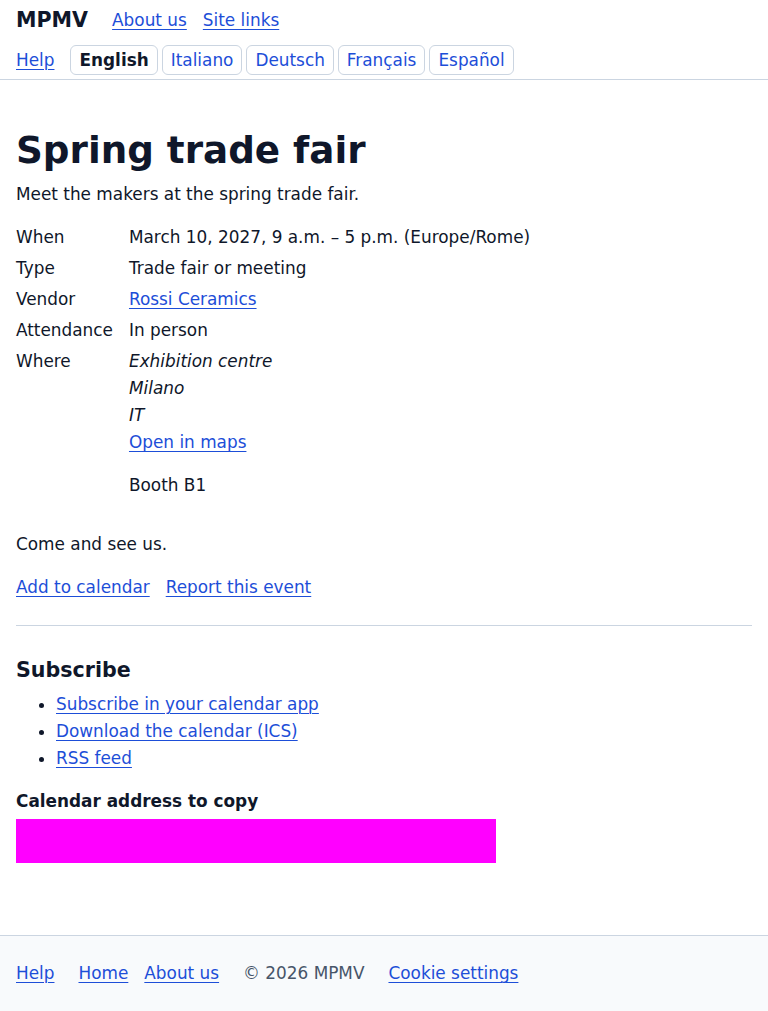 MPMV About us Site links
Help English Italiano Deutsch Français Español
Spring trade fair
Meet the makers at the spring trade fair.
When March 10, 2027, 9 a.m. – 5 p.m. (Europe/Rome)
Type Trade fair or meeting
Vendor Rossi Ceramics
Attendance In person
Where Exhibition centre
Milano
IT
Open in maps
Booth B1
Come and see us.
Add to calendar Report this event
Subscribe
Subscribe in your calendar app
Download the calendar (ICS)
RSS feed
Calendar address to copy
Help Home About us © 2026 MPMV Cookie settings